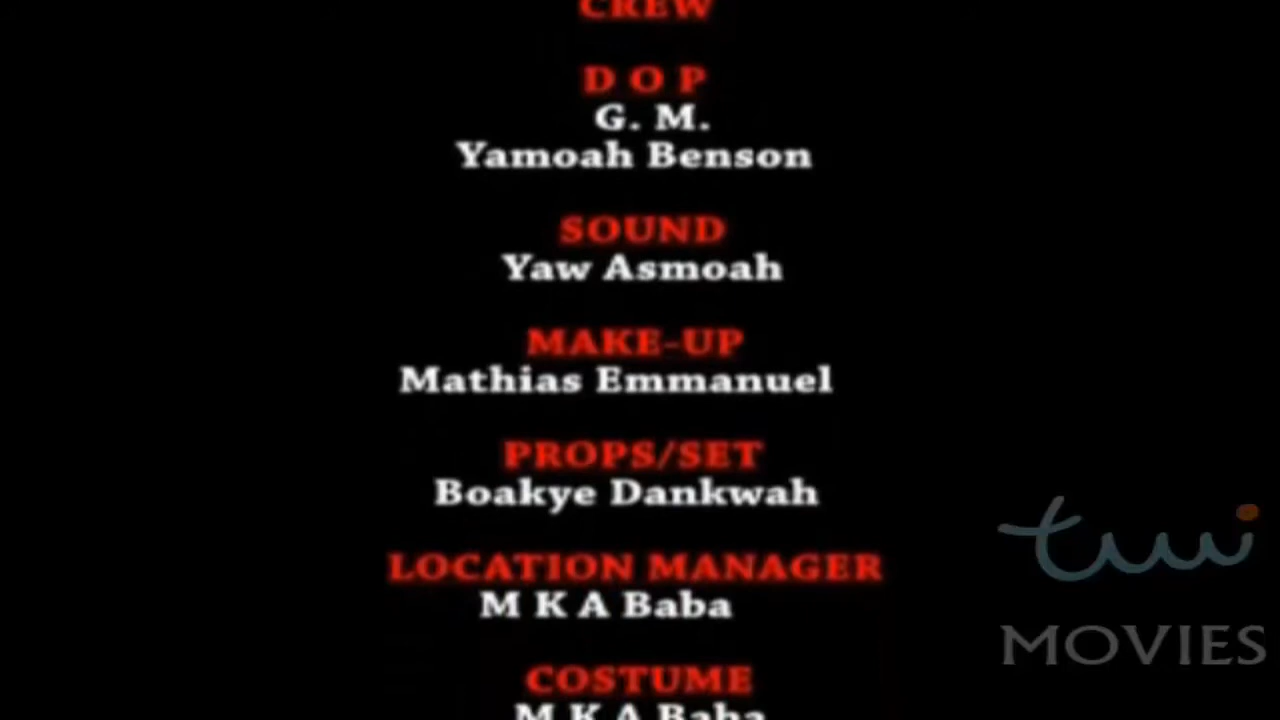 CREW
D O P
G. M.
Yamoah Benson
SOUND
Yaw Asmoah
MAKE-UP
Mathias Emmanuel
PROPS/SET
Boakye Dankwah
LOCATION MANAGER
M K A Baba
COSTUME
M K A Baba
twi
MOVIES